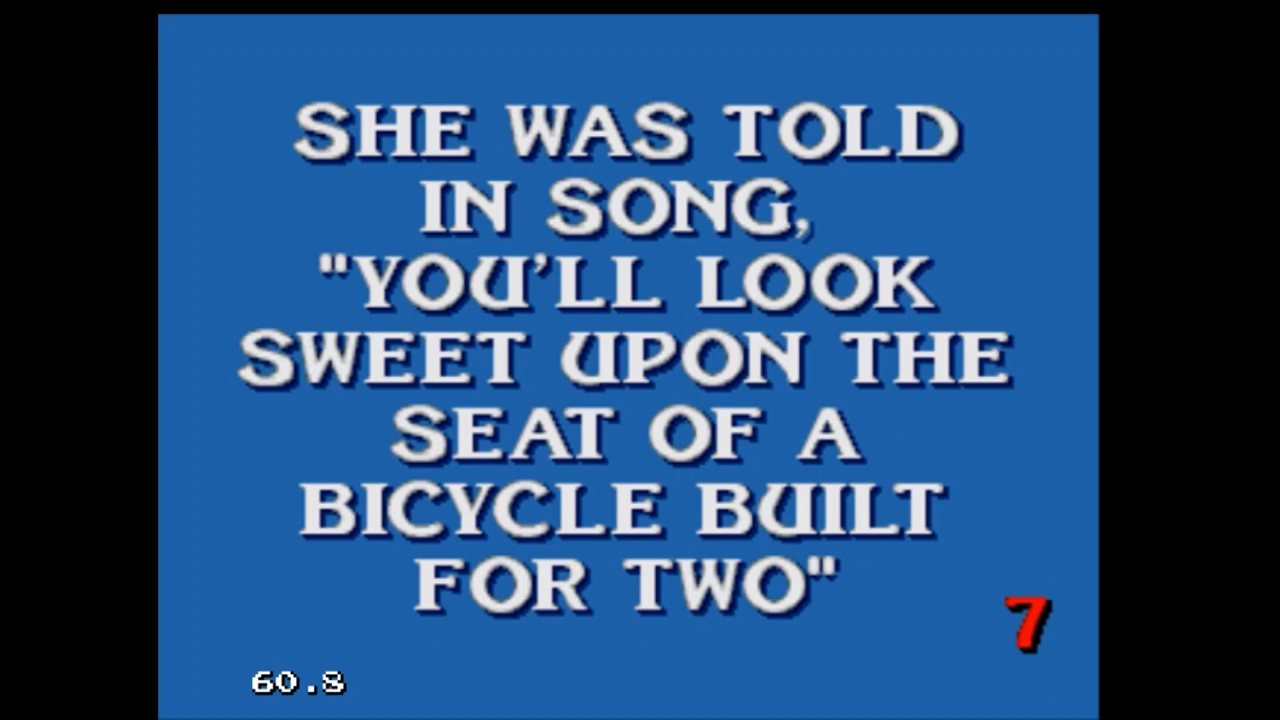 SHE WAS TOLD
IN SONG,
"YOU'LL LOOK
SWEET UPON THE
SEAT OF A
BICYCLE BUILT
FOR TWO"
7
60.8